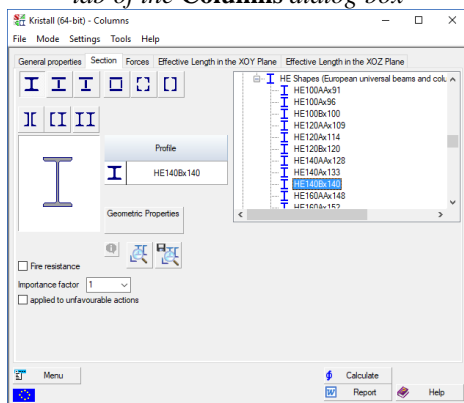 tab of the Columns dialog box
Kristall (64-bit) - Columns
File Mode Settings Tools Help
General properties Section Forces Effective Length in the XOY Plane Effective Length in the XOZ Plane
HE Shapes (European universal beams and colu
HE100AAx91
HE100Ax96
HE100Bx100
HE120AAx109
HE120Ax114
HE120Bx120
HE140AAx128
HE140Ax133
HE140Bx140
HE160AAx148
HE160Ax152
Profile
HE140Bx140
Geometric Properties
Fire resistance
Importance factor 1
applied to unfavourable actions
Menu
Calculate
Report
Help